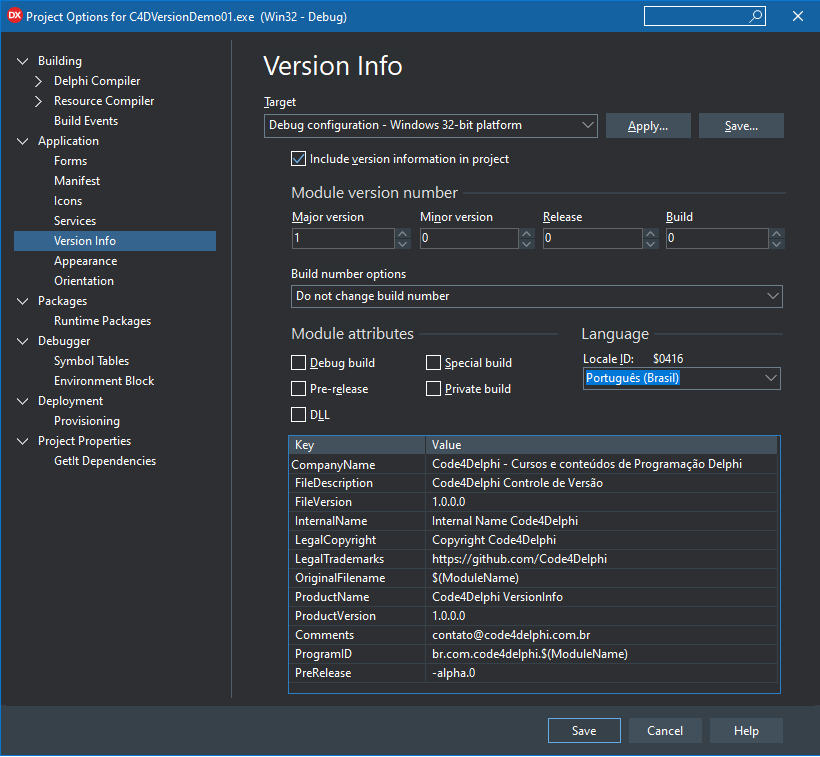 DX Project Options for C4DVersionDemo01.exe (Win32 - Debug)
Building
Delphi Compiler
Resource Compiler
Build Events
Application
Forms
Manifest
Icons
Services
Version Info
Appearance
Orientation
Packages
Runtime Packages
Debugger
Symbol Tables
Environment Block
Deployment
Provisioning
Project Properties
GetIt Dependencies
Version Info
Target
Debug configuration - Windows 32-bit platform Apply... Save...
Include version information in project
Module version number
Major version Minor version Release Build
1 0 0 0
Build number options
Do not change build number
Module attributes
Debug build Special build
Pre-release Private build
DLL
Language
Locale ID: $0416
Português (Brasil)
Key Value
CompanyName Code4Delphi - Cursos e conteúdos de Programação Delphi
FileDescription Code4Delphi Controle de Versão
FileVersion 1.0.0.0
InternalName Internal Name Code4Delphi
LegalCopyright Copyright Code4Delphi
LegalTrademarks https://github.com/Code4Delphi
OriginalFilename $(ModuleName)
ProductName Code4Delphi VersionInfo
ProductVersion 1.0.0.0
Comments contato@code4delphi.com.br
ProgramID br.com.code4delphi.$(ModuleName)
PreRelease -alpha.0
Save Cancel Help